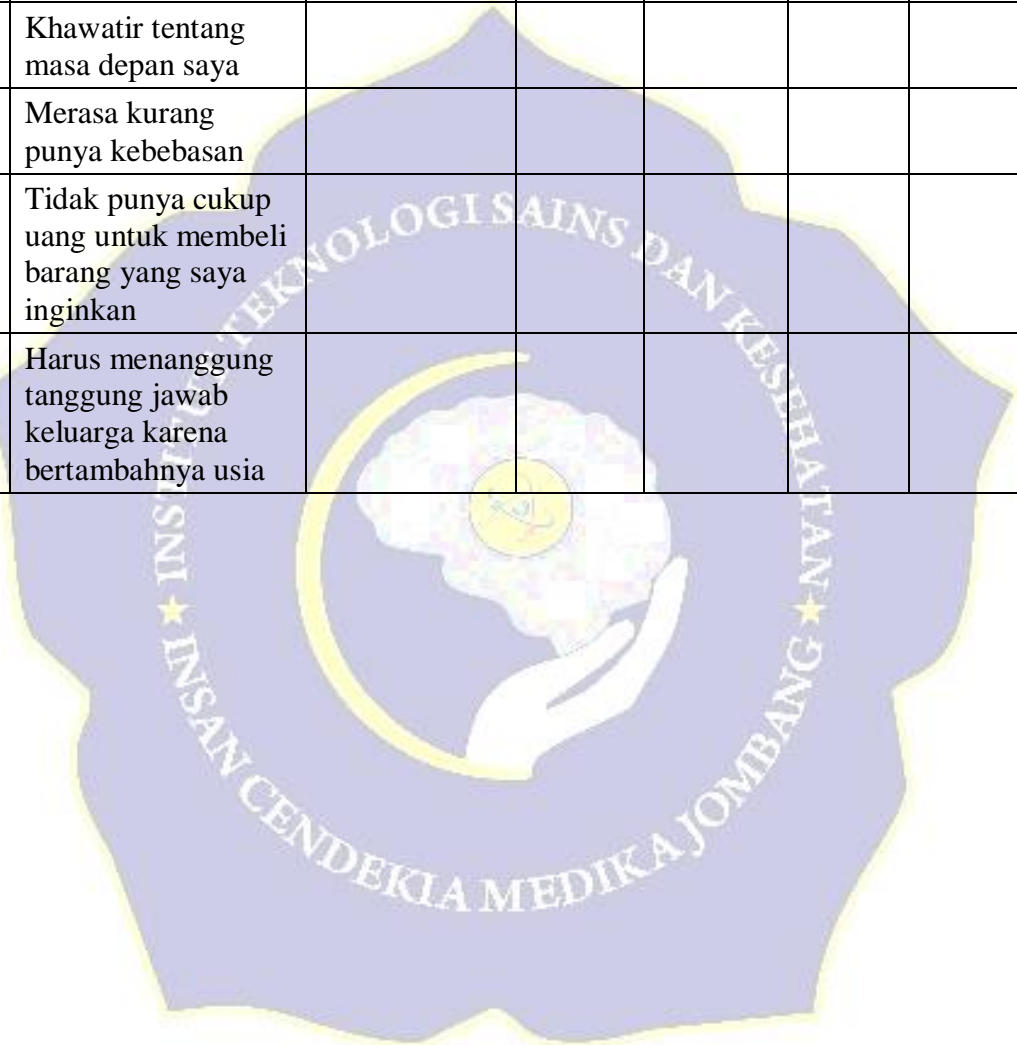 Khawatir tentang
masa depan saya
Merasa kurang
punya kebebasan
Tidak punya cukup
uang untuk membeli
barang yang saya
inginkan
Harus menanggung
tanggung jawab
keluarga karena
bertambahnya usia
INSTITUT TEKNOLOGI SAINS DAN KESEHATAN
INSAN CENDEKIA MEDIKA JOMBANG